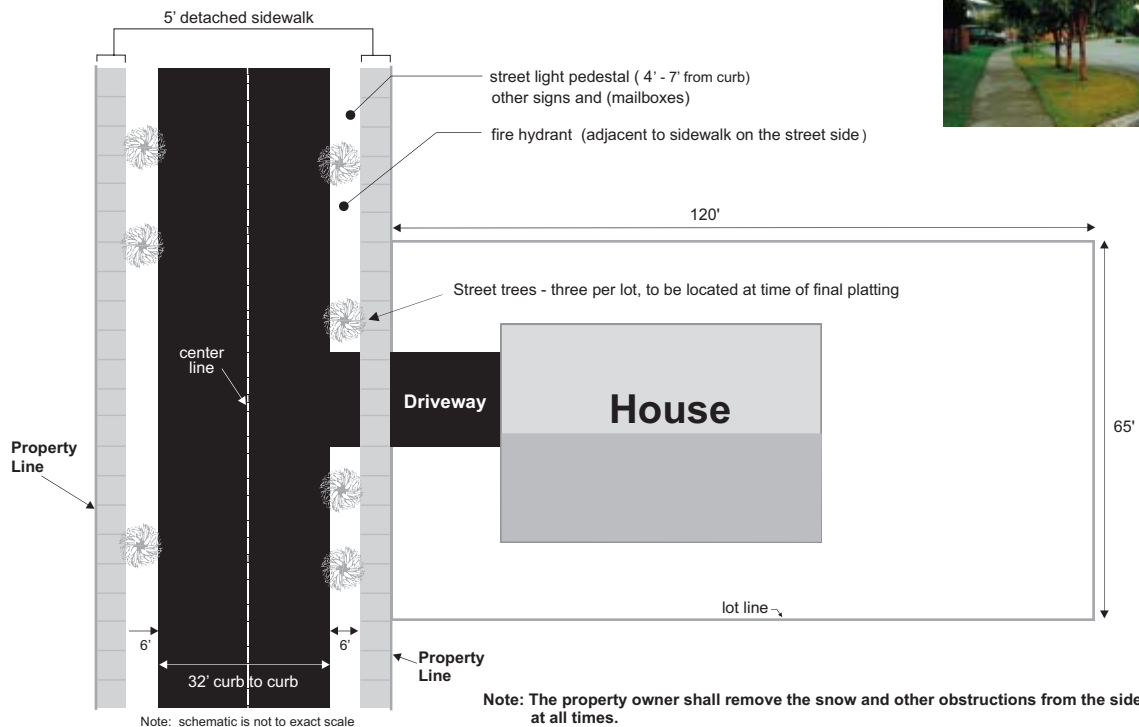 5' detached sidewalk
street light pedestal ( 4' - 7' from curb)
other signs and (mailboxes)
fire hydrant (adjacent to sidewalk on the street side )
120'
Street trees - three per lot, to be located at time of final platting
center
line
Driveway
House
65'
Property
Line
lot line
6'
6'
32' curb to curb
Property
Line
Note: schematic is not to exact scale
Note: The property owner shall remove the snow and other obstructions from the side
at all times.